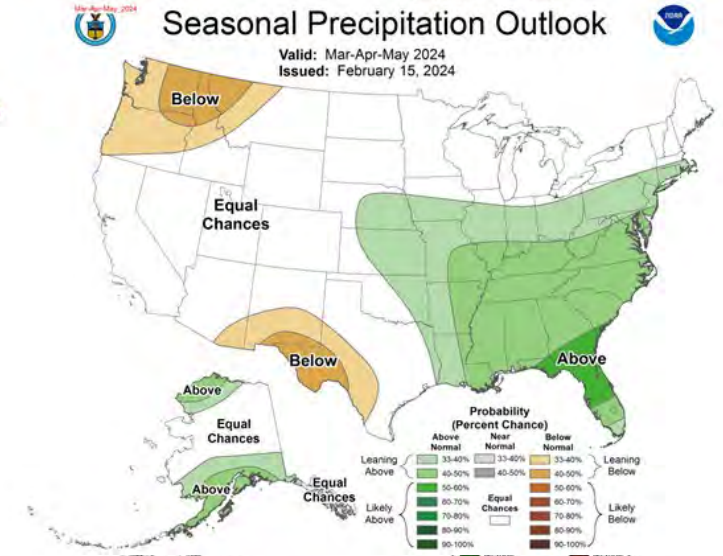 Mar-Apr-May 2024
Seasonal Precipitation Outlook
NOAA
Valid: Mar-Apr-May 2024
Issued: February 15, 2024
Below
Equal
Chances
Below
Above
Above
Equal
Chances
Above
Equal
Chances
Probability
(Percent Chance)
Above Normal
Near Normal
Below Normal
Leaning Above
33-40% 33-40% 33-40%
Leaning Below
40-50% 40-50% 40-50%
Likely Above
50-60% 50-60%
60-70% 60-70%
70-80% 70-80%
80-90% 80-90%
90-100% 90-100%
Equal Chances
Likely Below